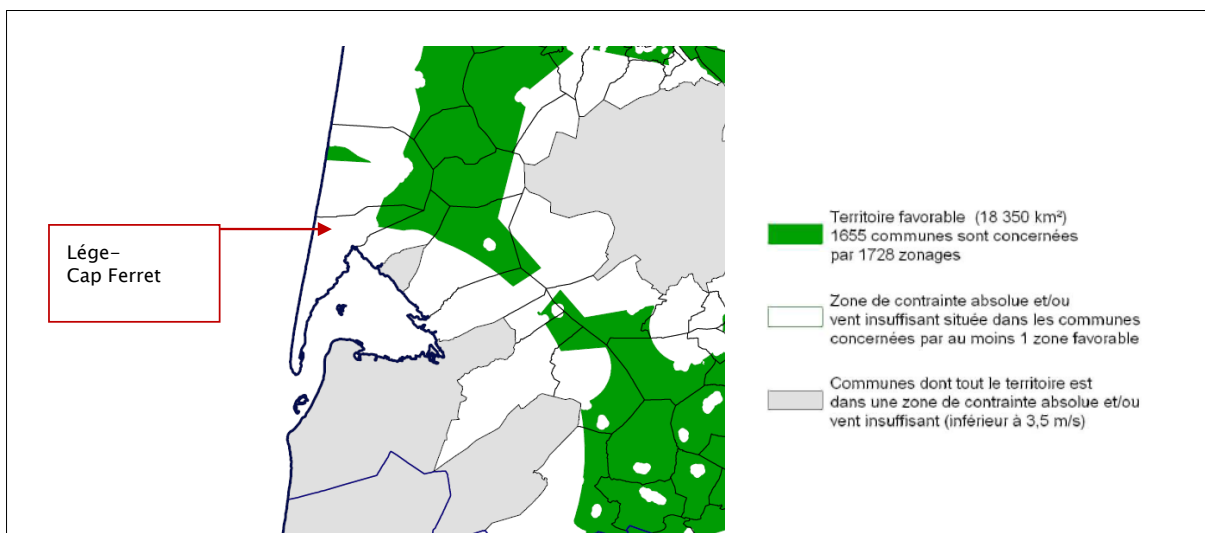 Lége-
Cap Ferret
Territoire favorable (18 350 km²)
1655 communes sont concernées
par 1728 zonages
Zone de contrainte absolue et/ou
vent insuffisant située dans les communes
concernées par au moins 1 zone favorable
Communes dont tout le territoire est
dans une zone de contrainte absolue et/ou
vent insuffisant (inférieur à 3,5 m/s)